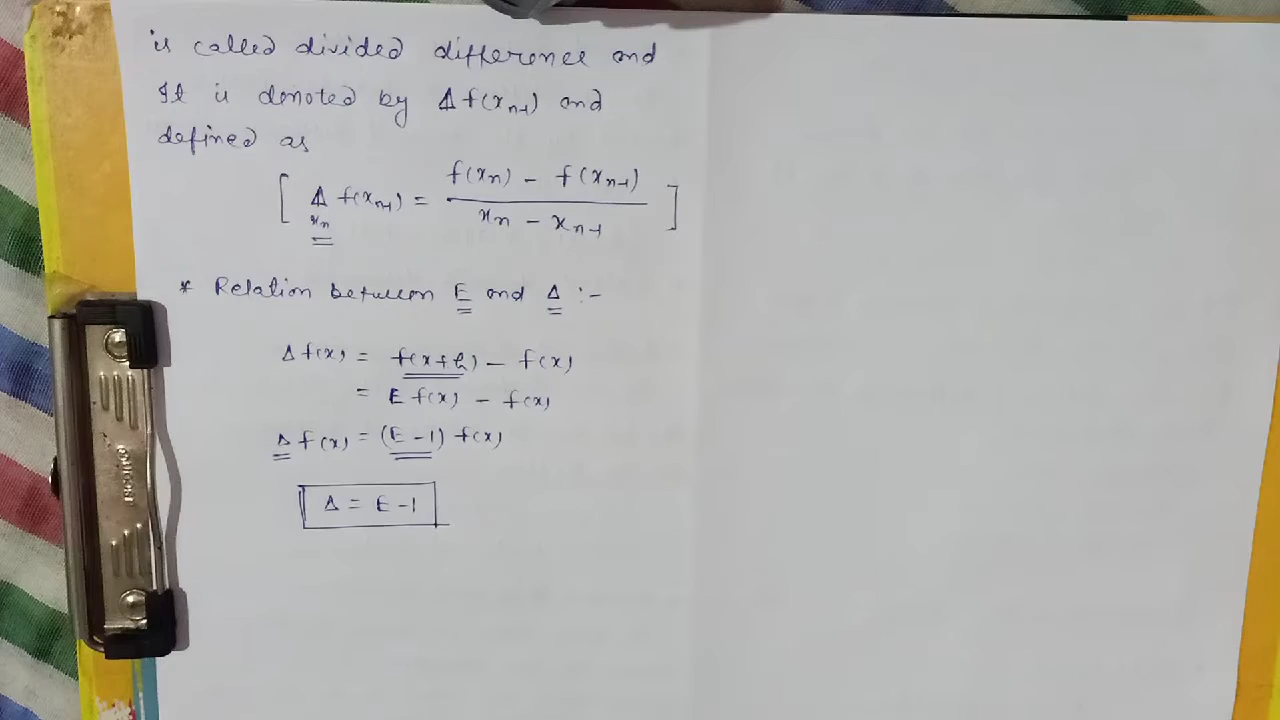 is called divided difference and
It is denoted by Δ f(xₙ₋₁) and
defined as
[ Δ f(xₙ₋₁) = f(xₙ) - f(xₙ₋₁) / xₙ - xₙ₋₁ ]
xₙ
* Relation between E and Δ :-
Δ f(x) = f(x+h) - f(x)
= E f(x) - f(x)
Δ f(x) = (E-1) f(x)
Δ = E-1